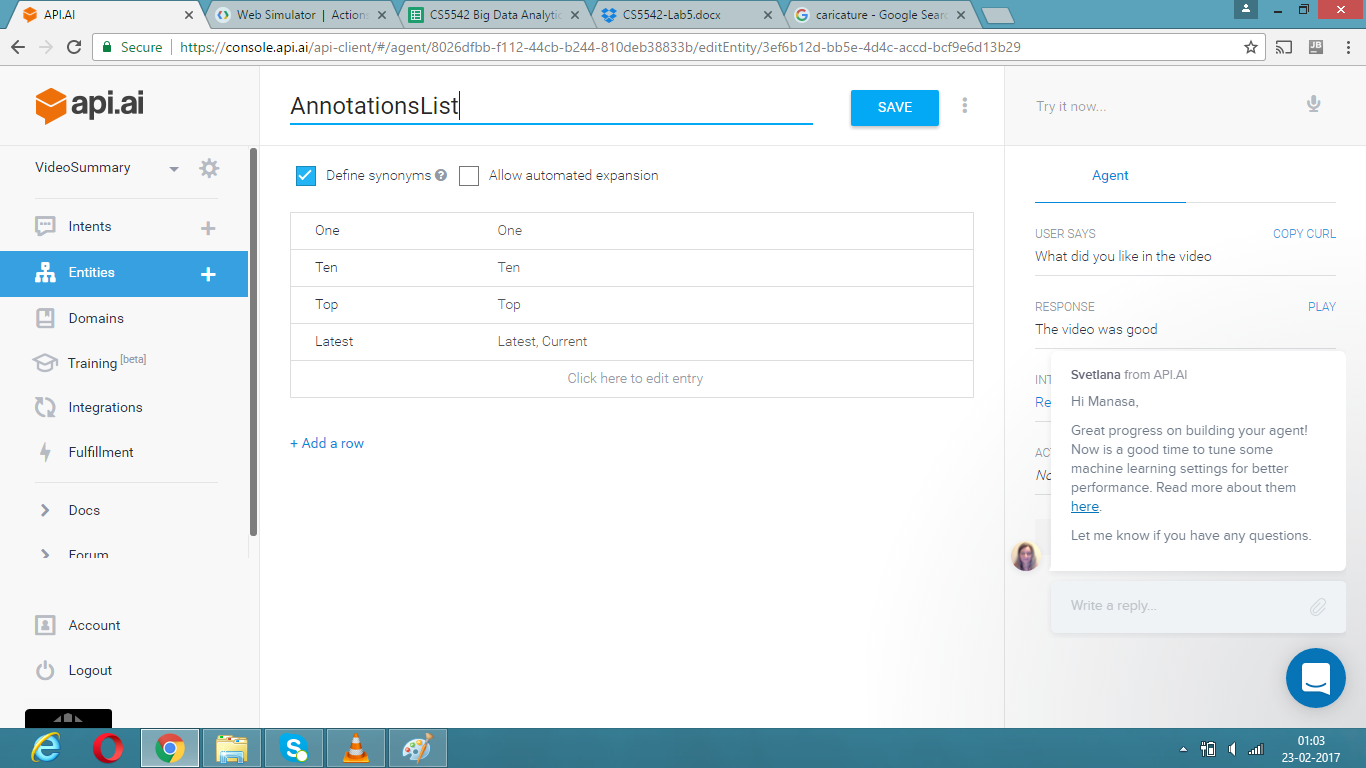 API.AI
Web Simulator | Actions
CS5542 Big Data Analytic
CS5542-Lab5.docx
caricature - Google Sear
Secure
https://console.api.ai/api-client/#/agent/8026dfbb-f112-44cb-b244-810deb38833b/editEntity/3ef6b12d-bb5e-4d4c-accd-bcf9e6d13b29
JB
api.ai
AnnotationsList
SAVE
Try it now...
VideoSummary
Define synonyms ?
Allow automated expansion
Agent
Intents
Entities
Domains
Training [beta]
Integrations
Fulfillment
Docs
Forum
Account
Logout
One One
Ten Ten
Top Top
Latest Latest, Current
Click here to edit entry
+ Add a row
USER SAYS COPY CURL
What did you like in the video
RESPONSE PLAY
The video was good
INT
Re
AC
No
Svetlana from API.AI
Hi Manasa,
Great progress on building your agent!
Now is a good time to tune some
machine learning settings for better
performance. Read more about them
here.
Let me know if you have any questions.
Write a reply...
01:03
23-02-2017